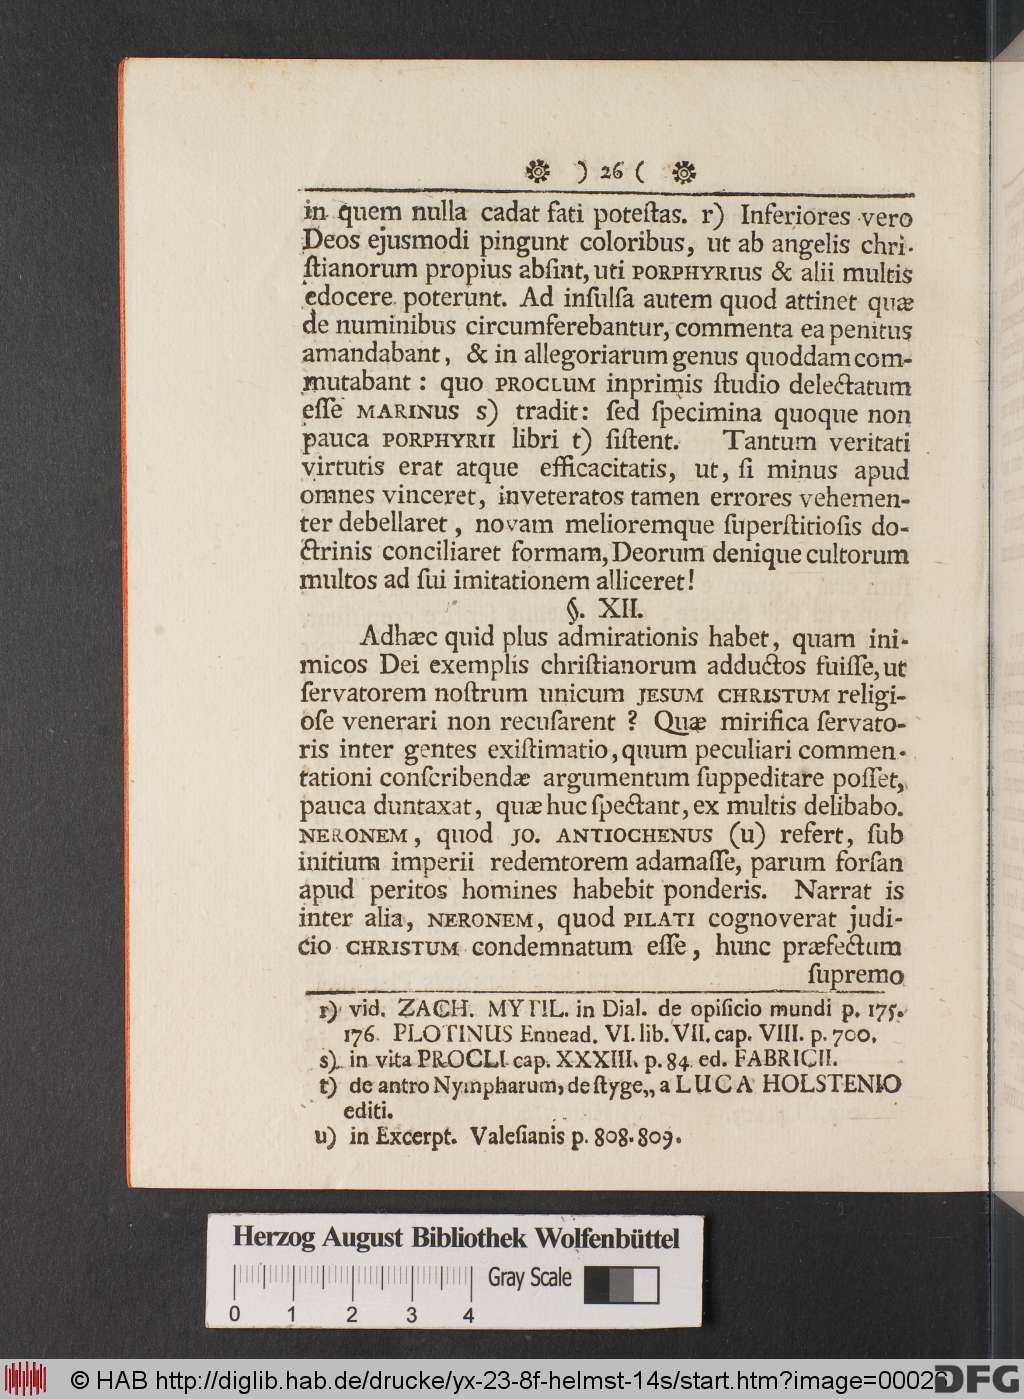 ) 26 (
in quem nulla cadat fati poteſtas. r) Inferiores vero
Deos ejusmodi pingunt coloribus, ut ab angelis chri-
ſtianorum propius abſint, uti PORPHYRIUS & alii multis
edocere poterunt. Ad inſulſa autem quod attinet quæ
de numinibus circumferebantur, commenta ea penitus
amandabant, & in allegoriarum genus quoddam com-
mutabant: quo PROCLUM inprimis ſtudio delectatum
eſſe MARINUS s) tradit: ſed ſpecimina quoque non
pauca PORPHYRII libri t) ſiſtent. Tantum veritati
virtutis erat atque efficacitatis, ut, ſi minus apud
omnes vinceret, inveteratos tamen errores vehemen-
ter debellaret, novam melioremque ſuperſtitioſis do-
ctrinis conciliaret formam, Deorum denique cultorum
multos ad ſui imitationem alliceret!
§. XII.
Adhæc quid plus admirationis habet, quam ini-
micos Dei exemplis chriſtianorum adductos fuiſſe, ut
ſervatorem noſtrum unicum JESUM CHRISTUM religi-
oſe venerari non recuſarent? Quæ mirifica ſervato-
ris inter gentes exiſtimatio, quum peculiari commen-
tationi conſcribendæ argumentum ſuppeditare poſſet,
pauca duntaxat, quæ huc ſpectant, ex multis delibabo.
NERONEM, quod JO. ANTIOCHENUS (u) refert, ſub
initium imperii redemtorem adamaſſe, parum forſan
apud peritos homines habebit ponderis. Narrat is
inter alia, NERONEM, quod PILATI cognoverat judi-
cio CHRISTUM condemnatum eſſe, hunc præfectum
ſupremo
r) vid. ZACH. MYTIL. in Dial. de opificio mundi p. 175.
176. PLOTINUS Ennead. VI. lib. VII. cap. VIII. p. 700.
s) in vita PROCLI cap. XXXIII. p. 84. ed. FABRICII.
t) de antro Nympharum, de ſtyge,, a LUCA HOLSTENIO
editi.
u) in Excerpt. Valeſianis p. 808. 809.
Herzog August Bibliothek Wolfenbüttel
Gray Scale
0 1 2 3 4
© HAB http://diglib.hab.de/drucke/yx-23-8f-helmst-14s/start.htm?image=00026
DFG